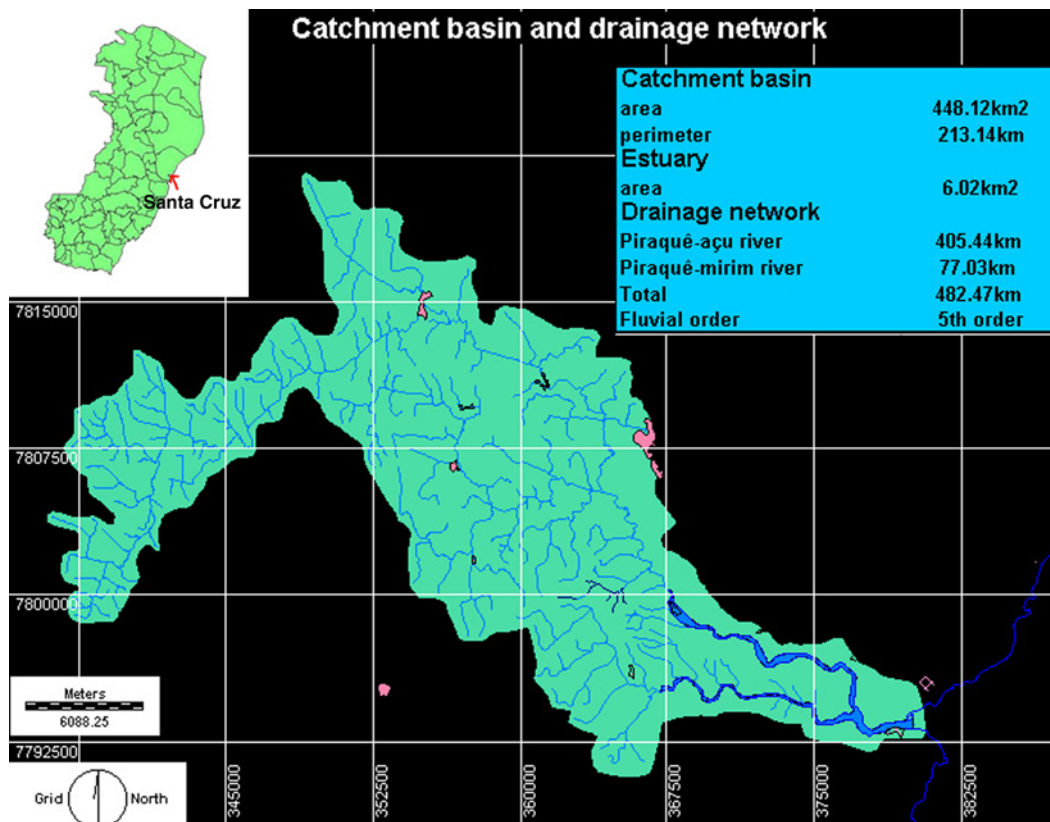 Catchment basin and drainage network
Santa Cruz
Catchment basin
area 448.12km2
perimeter 213.14km
Estuary
area 6.02km2
Drainage network
Piraquê-açu river 405.44km
Piraquê-mirim river 77.03km
Total 482.47km
Fluvial order 5th order
7815000
7807500
7800000
7792500
Meters
6088.25
Grid North
345000
352500
360000
367500
375000
382500